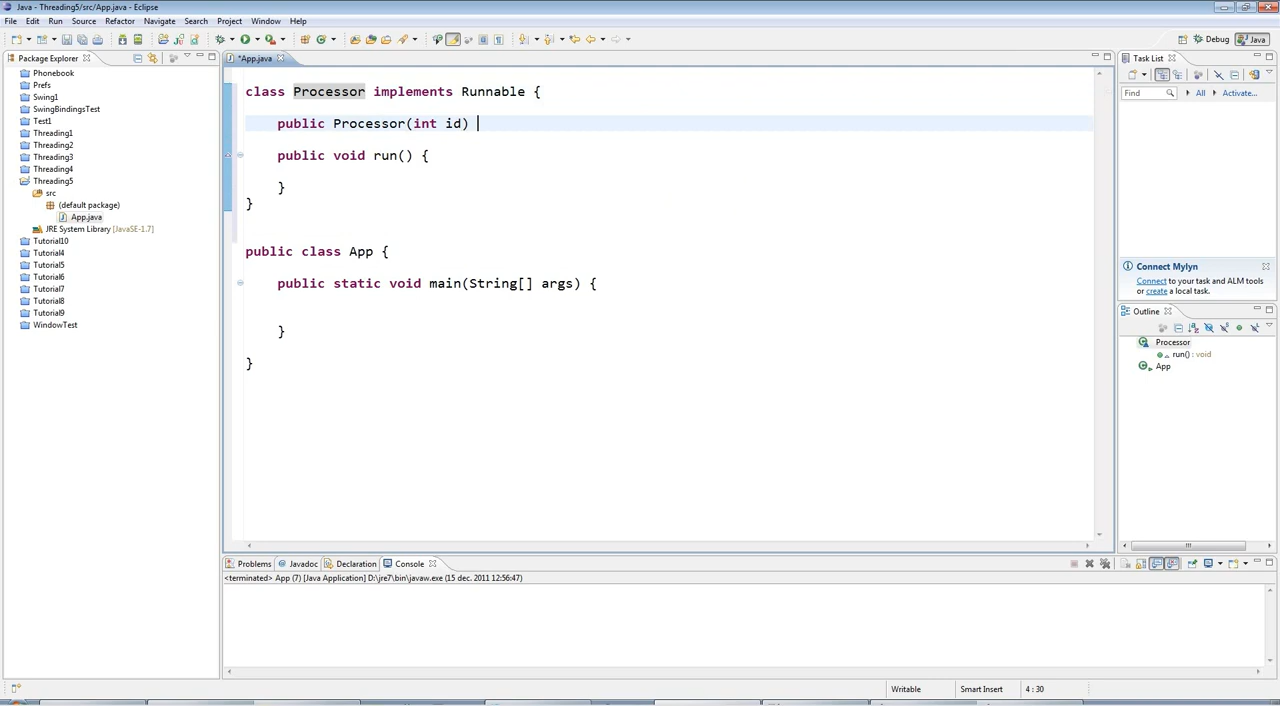 Java - Threading5/src/App.java - Eclipse
File Edit Run Source Refactor Navigate Search Project Window Help
Debug Java
Package Explorer
*App.java
Task List
Phonebook
Prefs
Swing1
SwingBindingsTest
Test1
Threading1
Threading2
Threading3
Threading4
Threading5
src
(default package)
App.java
JRE System Library [JavaSE-1.7]
Tutorial10
Tutorial4
Tutorial5
Tutorial6
Tutorial7
Tutorial8
Tutorial9
WindowTest
class Processor implements Runnable {
public Processor(int id)
public void run() {
}
}
public class App {
public static void main(String[] args) {
}
}
Find All Activate...
Connect Mylyn
Connect to your task and ALM tools
or create a local task.
Outline
Processor
run() : void
App
Problems Javadoc Declaration Console
<terminated> App (7) [Java Application] D:\jre7\bin\javaw.exe (15 dec. 2011 12:56:47)
Writable Smart Insert 4 : 30